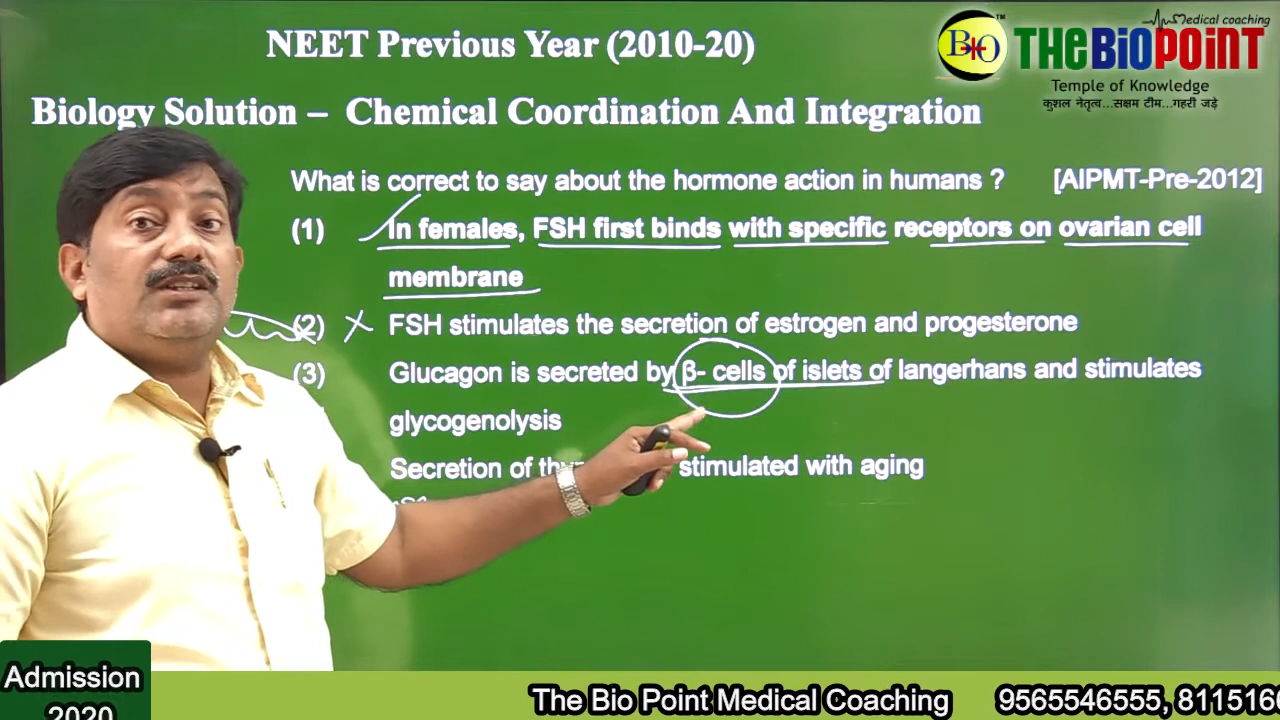 NEET Previous Year (2010-20)
Medical coaching
B+O THE BiO POINT
TM
Temple of Knowledge
कुशल नेतृत्व...सक्षम टीम...गहरी जड़ें
Biology Solution – Chemical Coordination And Integration
What is correct to say about the hormone action in humans ? [AIPMT-Pre-2012]
(1) In females, FSH first binds with specific receptors on ovarian cell
membrane
(2) FSH stimulates the secretion of estrogen and progesterone
(3) Glucagon is secreted by β- cells of islets of langerhans and stimulates
glycogenolysis
Secretion of stimulated with aging
Admission
2020
The Bio Point Medical Coaching 9565546555, 811516